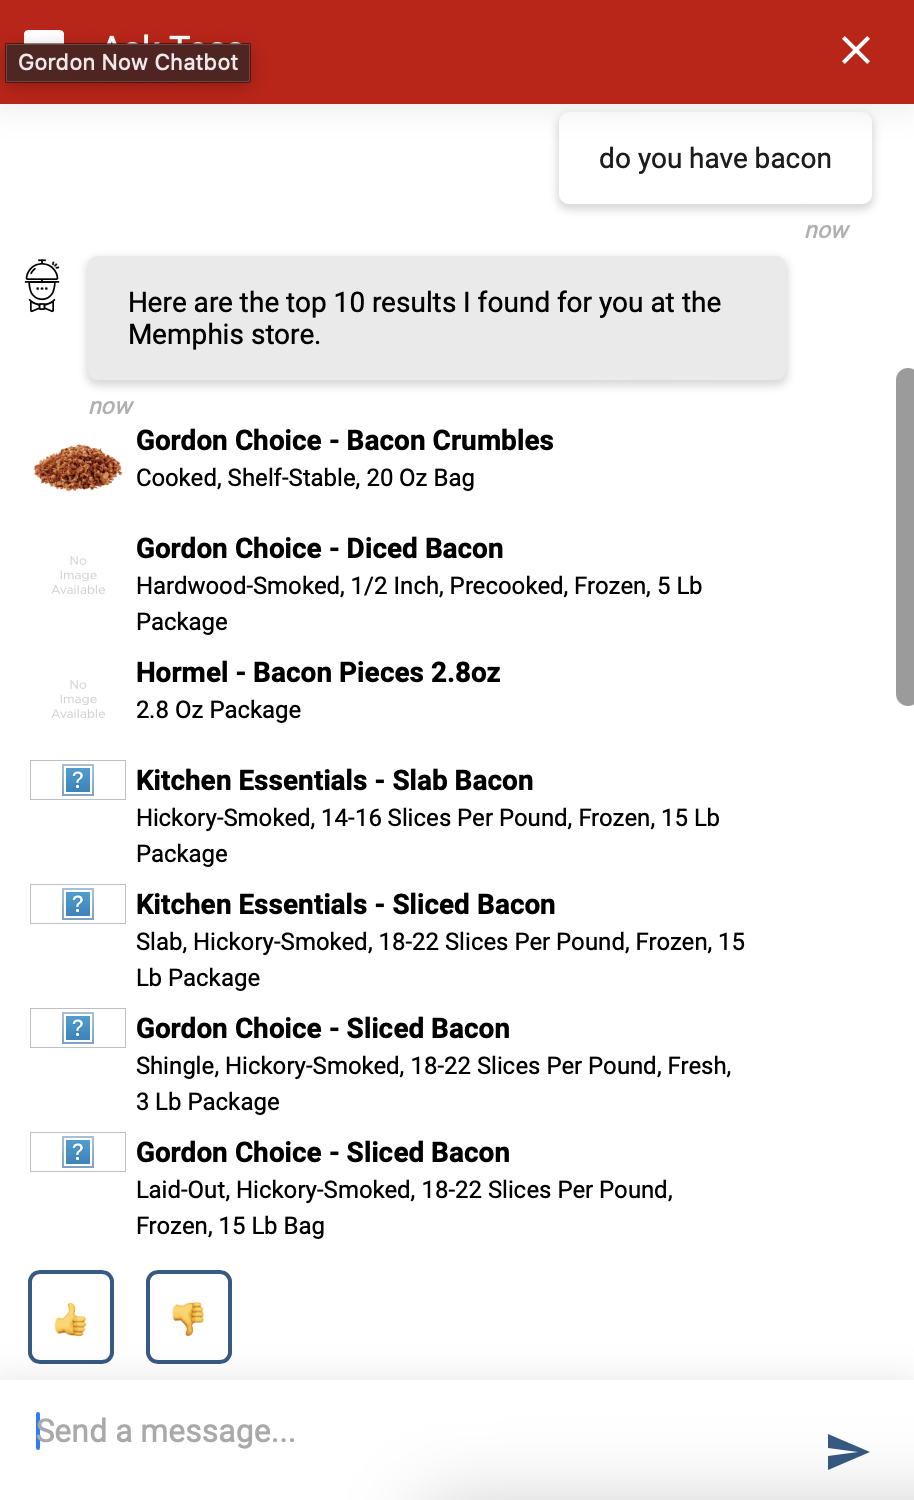 Gordon Now Chatbot
do you have bacon
now
Here are the top 10 results I found for you at the
Memphis store.
now
Gordon Choice - Bacon Crumbles
Cooked, Shelf-Stable, 20 Oz Bag
No
Image
Available
Gordon Choice - Diced Bacon
Hardwood-Smoked, 1/2 Inch, Precooked, Frozen, 5 Lb
Package
No
Image
Available
Hormel - Bacon Pieces 2.8oz
2.8 Oz Package
?
Kitchen Essentials - Slab Bacon
Hickory-Smoked, 14-16 Slices Per Pound, Frozen, 15 Lb
Package
?
Kitchen Essentials - Sliced Bacon
Slab, Hickory-Smoked, 18-22 Slices Per Pound, Frozen, 15
Lb Package
?
Gordon Choice - Sliced Bacon
Shingle, Hickory-Smoked, 18-22 Slices Per Pound, Fresh,
3 Lb Package
?
Gordon Choice - Sliced Bacon
Laid-Out, Hickory-Smoked, 18-22 Slices Per Pound,
Frozen, 15 Lb Bag
Send a message...